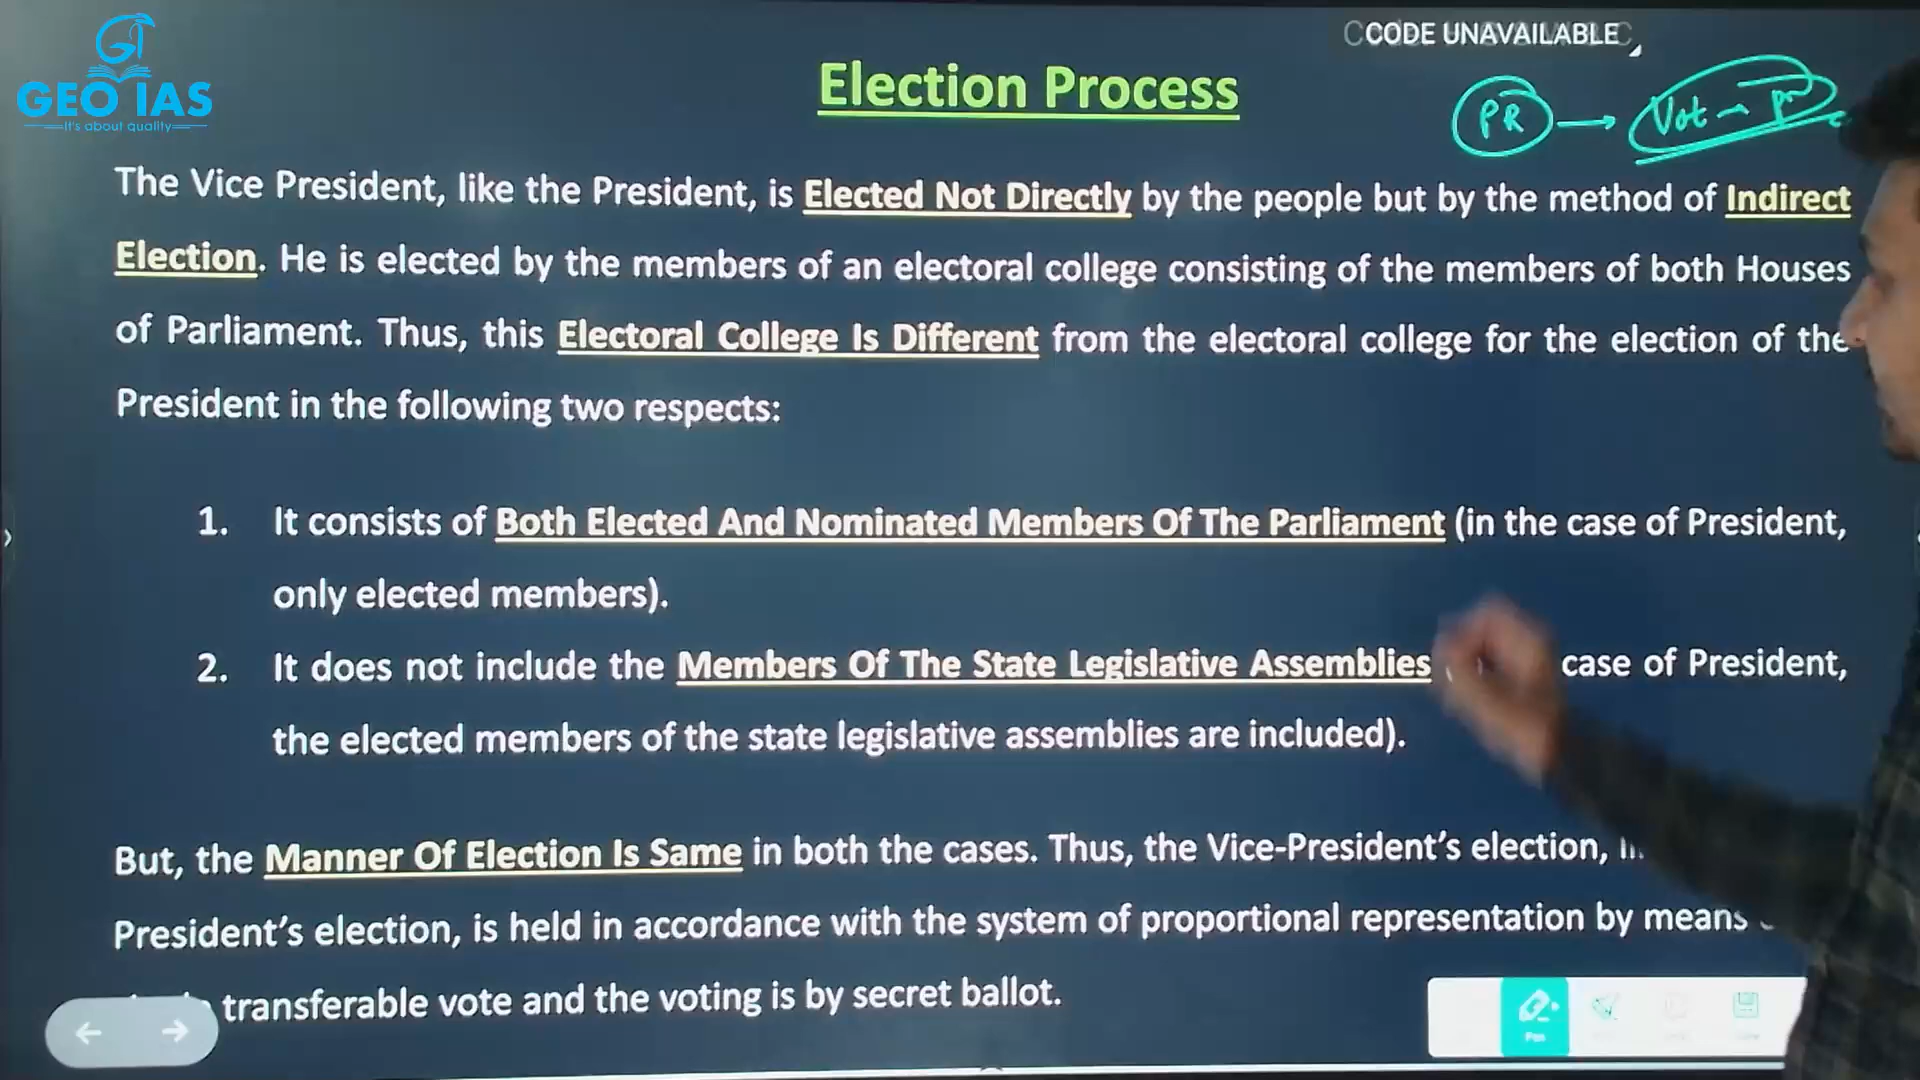 GEO IAS
It's about quality
CODE UNAVAILABLE
Election Process
PR → Vot
The Vice President, like the President, is Elected Not Directly by the people but by the method of Indirect
Election. He is elected by the members of an electoral college consisting of the members of both Houses
of Parliament. Thus, this Electoral College Is Different from the electoral college for the election of the
President in the following two respects:
1. It consists of Both Elected And Nominated Members Of The Parliament (in the case of President,
only elected members).
2. It does not include the Members Of The State Legislative Assemblies case of President,
the elected members of the state legislative assemblies are included).
But, the Manner Of Election Is Same in both the cases. Thus, the Vice-President's election,
President's election, is held in accordance with the system of proportional representation by means
transferable vote and the voting is by secret ballot.
Pen